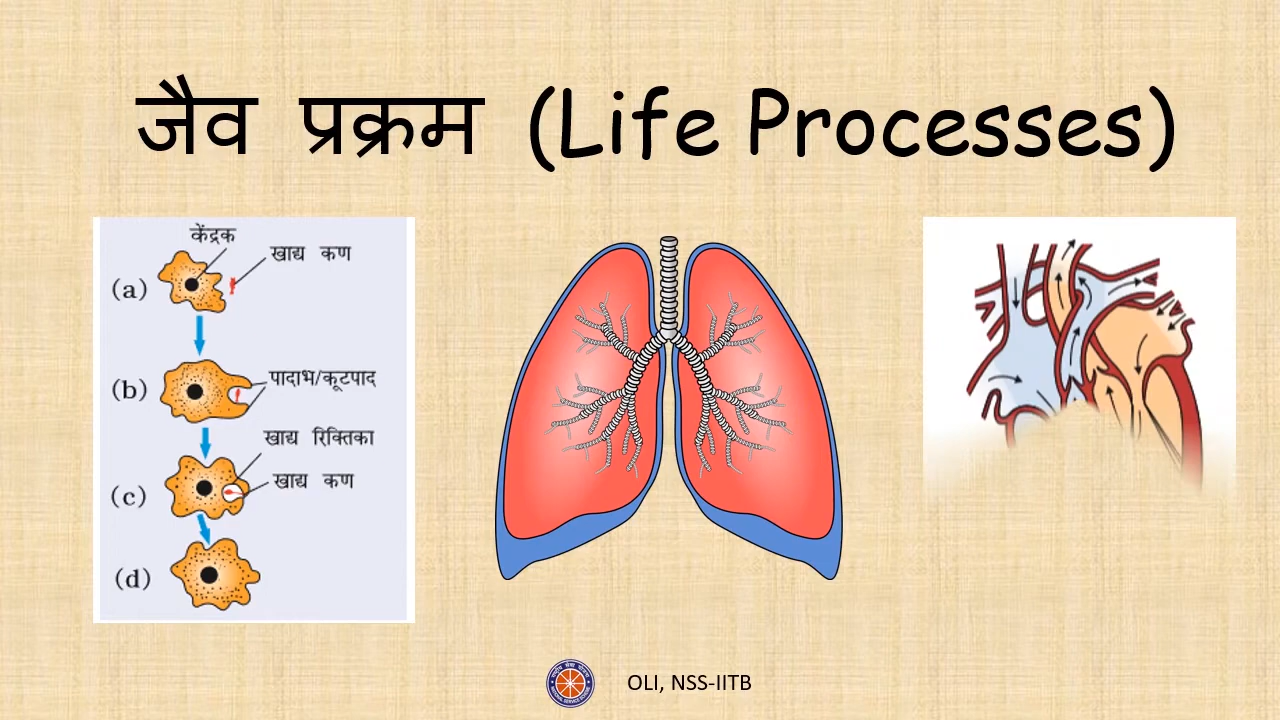 जैव प्रक्रम (Life Processes)
केंद्रक
खाद्य कण
(a)
पादाभ/कूटपाद
(b)
खाद्य रिक्तिका
खाद्य कण
(c)
(d)
OLI, NSS-IITB